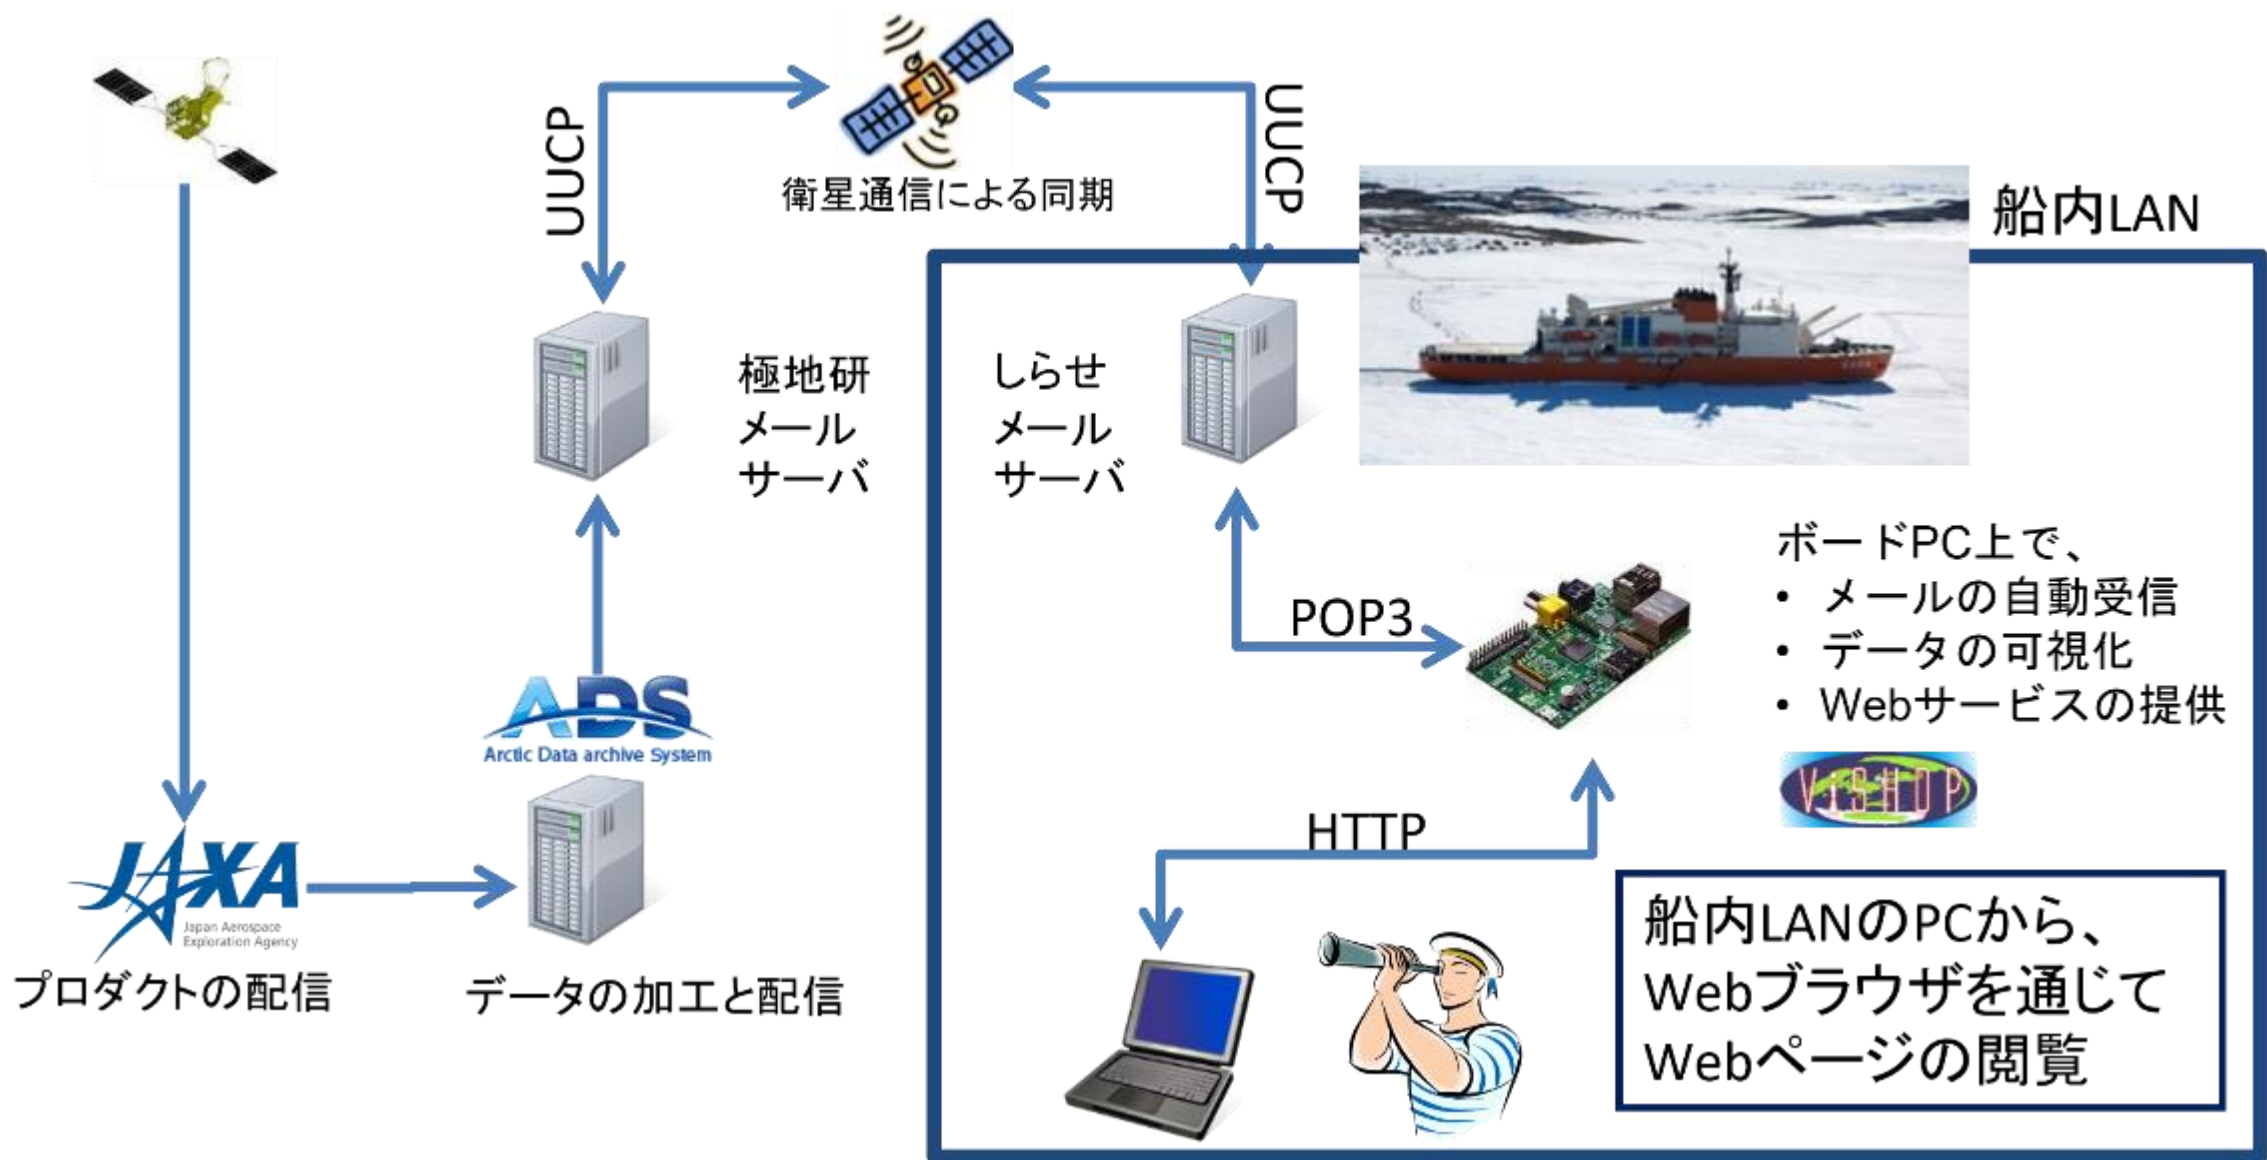 UUCP
衛星通信による同期
UUCP
船内LAN
極地研
メール
サーバ
しらせ
メール
サーバ
ボードPC上で、
• メールの自動受信
• データの可視化
• Webサービスの提供
POP3
ADS
Arctic Data archive System
ViSHOP
HTTP
JAXA
Japan Aerospace
Exploration Agency
プロダクトの配信
データの加工と配信
船内LANのPCから、
Webブラウザを通じて
Webページの閲覧